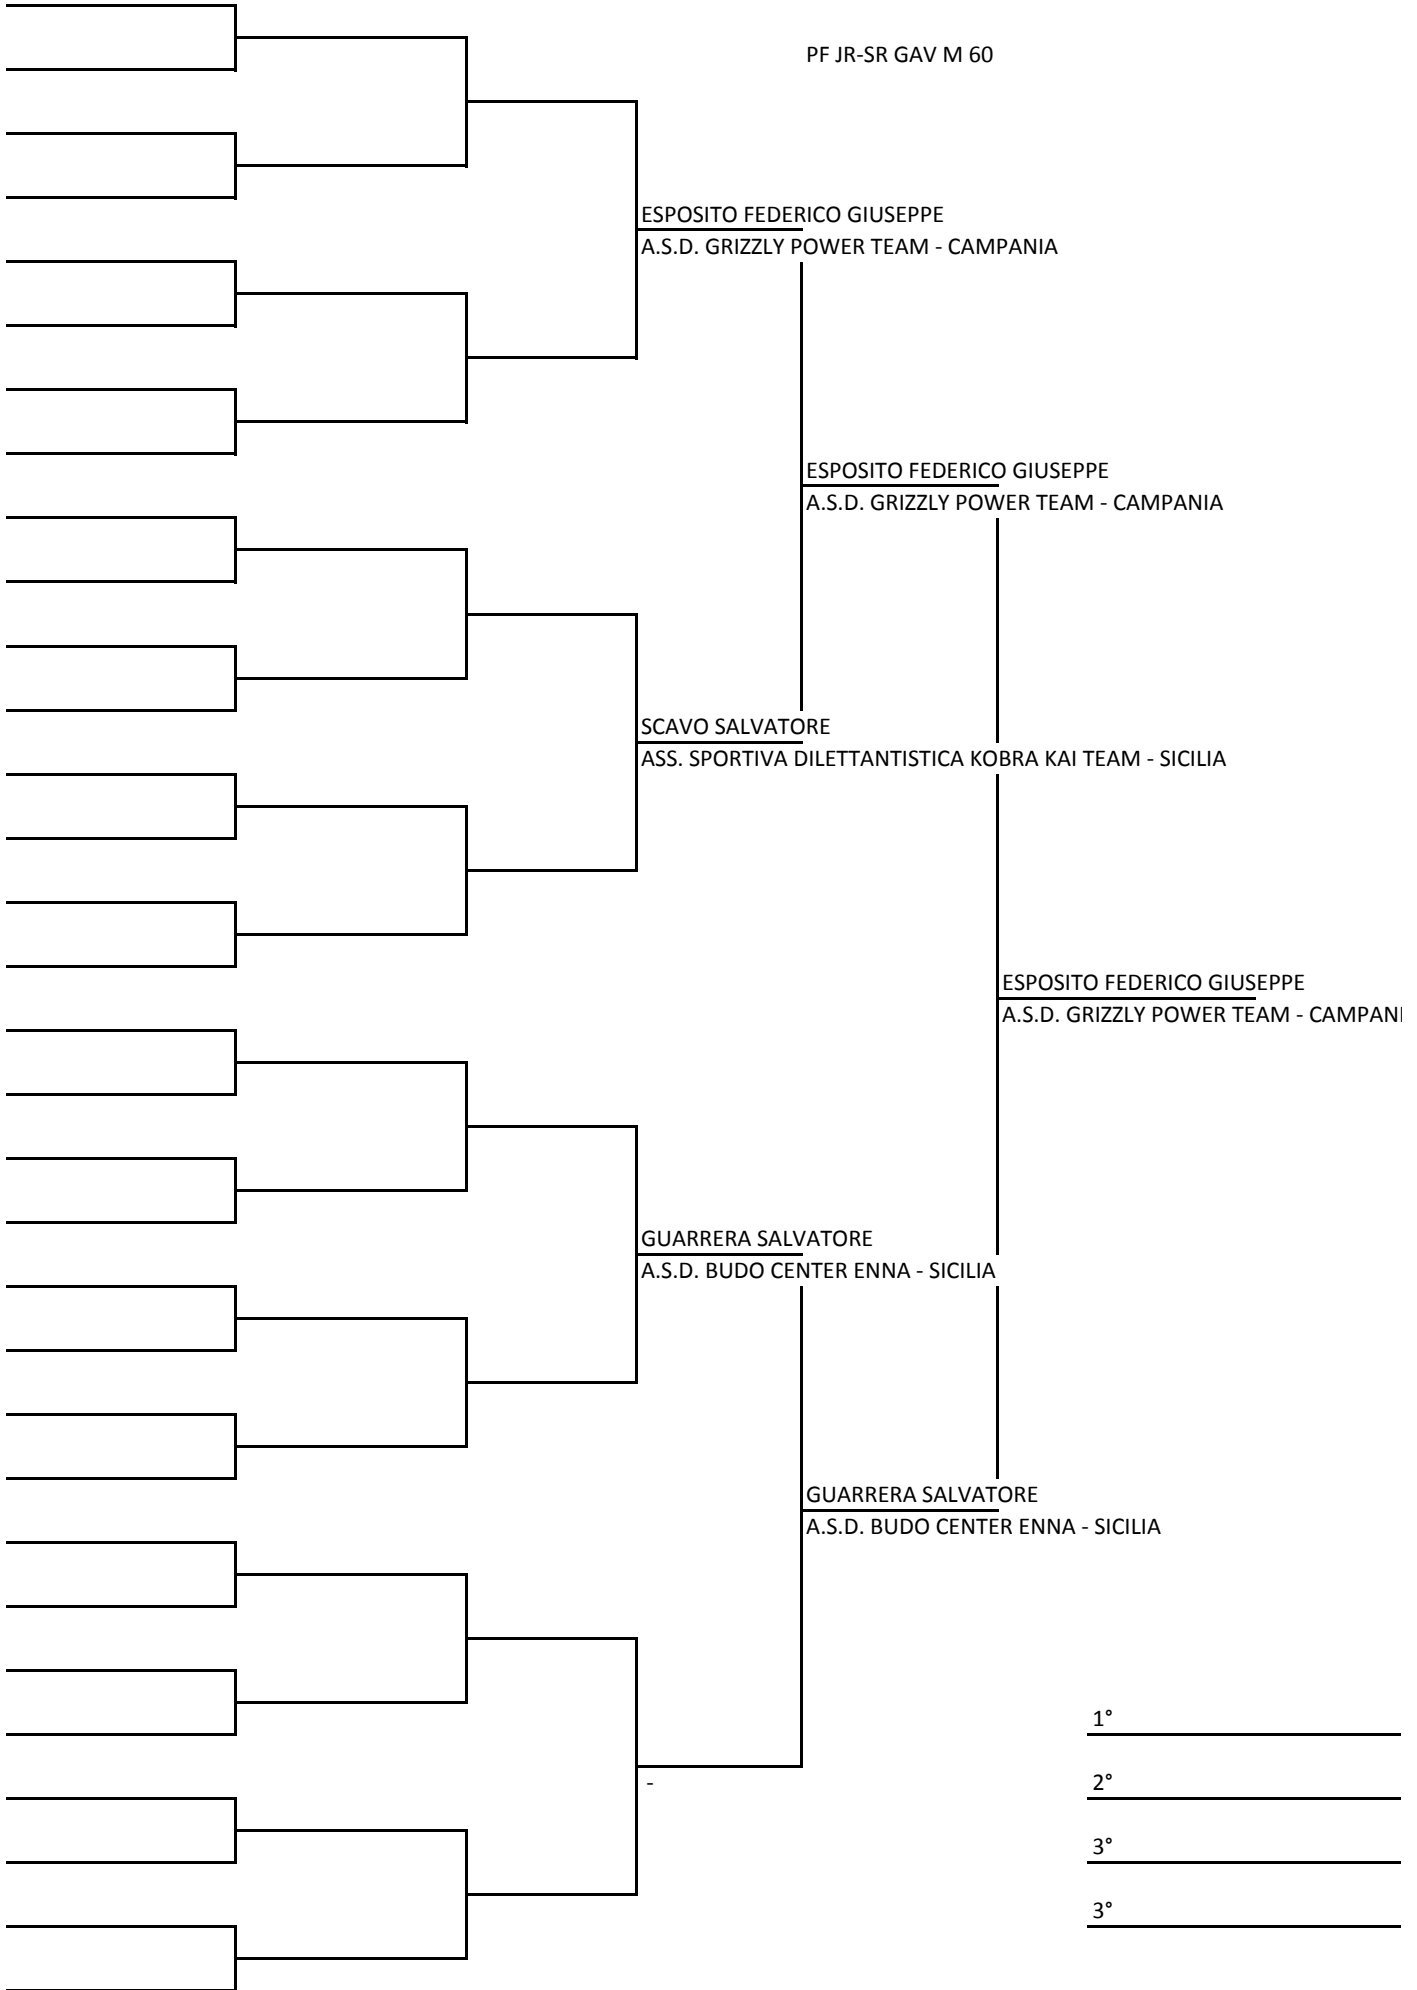 PF JR-SR GAV M 60
ESPOSITO FEDERICO GIUSEPPE
A.S.D. GRIZZLY POWER TEAM - CAMPANIA
ESPOSITO FEDERICO GIUSEPPE
A.S.D. GRIZZLY POWER TEAM - CAMPANIA
SCAVO SALVATORE
ASS. SPORTIVA DILETTANTISTICA KOBRA KAI TEAM - SICILIA
ESPOSITO FEDERICO GIUSEPPE
A.S.D. GRIZZLY POWER TEAM - CAMPANI
GUARRERA SALVATORE
A.S.D. BUDO CENTER ENNA - SICILIA
GUARRERA SALVATORE
A.S.D. BUDO CENTER ENNA - SICILIA
1°
-
2°
3°
3°